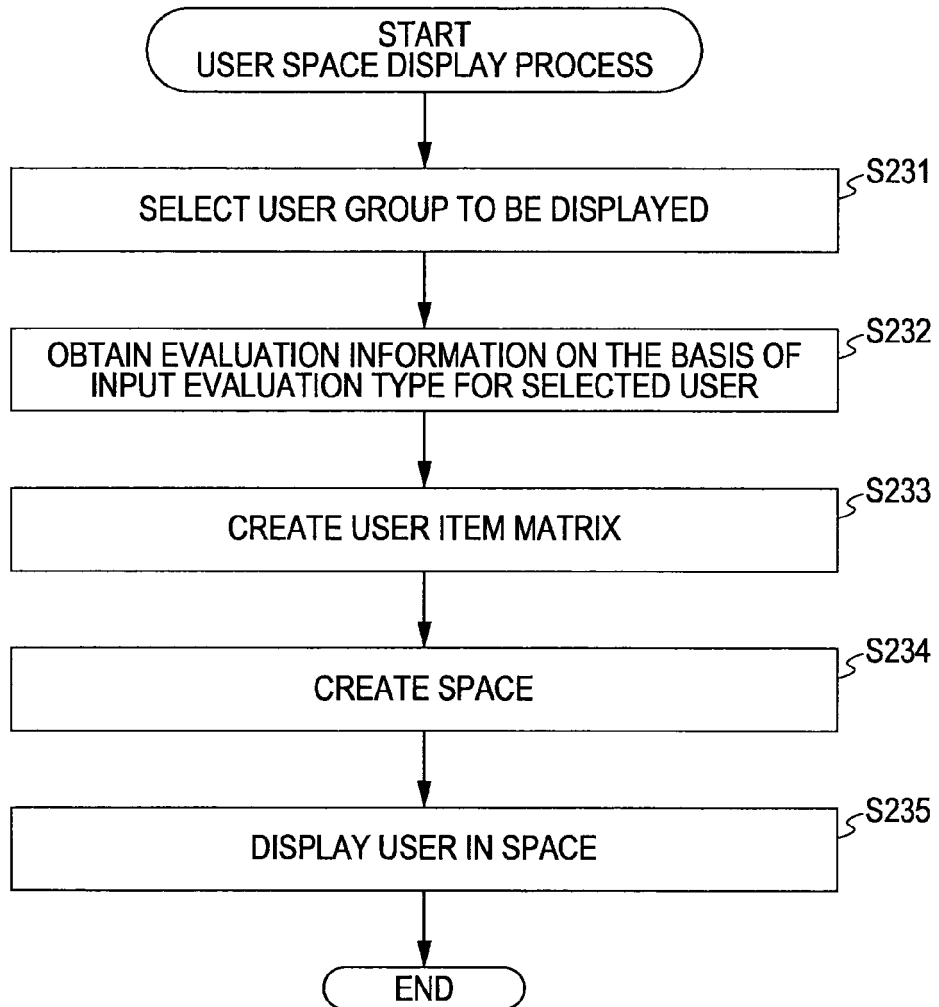 START
USER SPACE DISPLAY PROCESS
S231
SELECT USER GROUP TO BE DISPLAYED
S232
OBTAIN EVALUATION INFORMATION ON THE BASIS OF
INPUT EVALUATION TYPE FOR SELECTED USER
S233
CREATE USER ITEM MATRIX
S234
CREATE SPACE
S235
DISPLAY USER IN SPACE
END